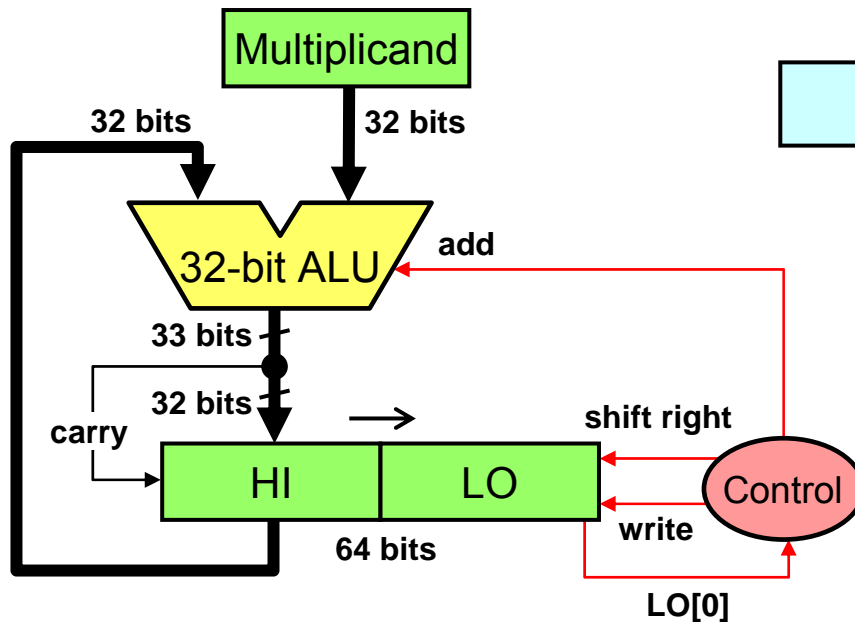 Multiplicand
32 bits
32 bits
32-bit ALU
add
33 bits
32 bits
carry
shift right
HI
LO
Control
write
64 bits
LO[0]